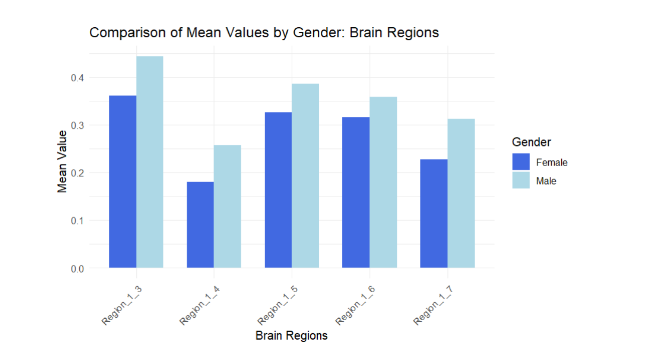 Comparison of Mean Values by Gender: Brain Regions
Mean Value
0.4
0.3
0.2
0.1
0.0
Region_1_3
Region_1_4
Region_1_5
Region_1_6
Region_1_7
Brain Regions
Gender
Female
Male